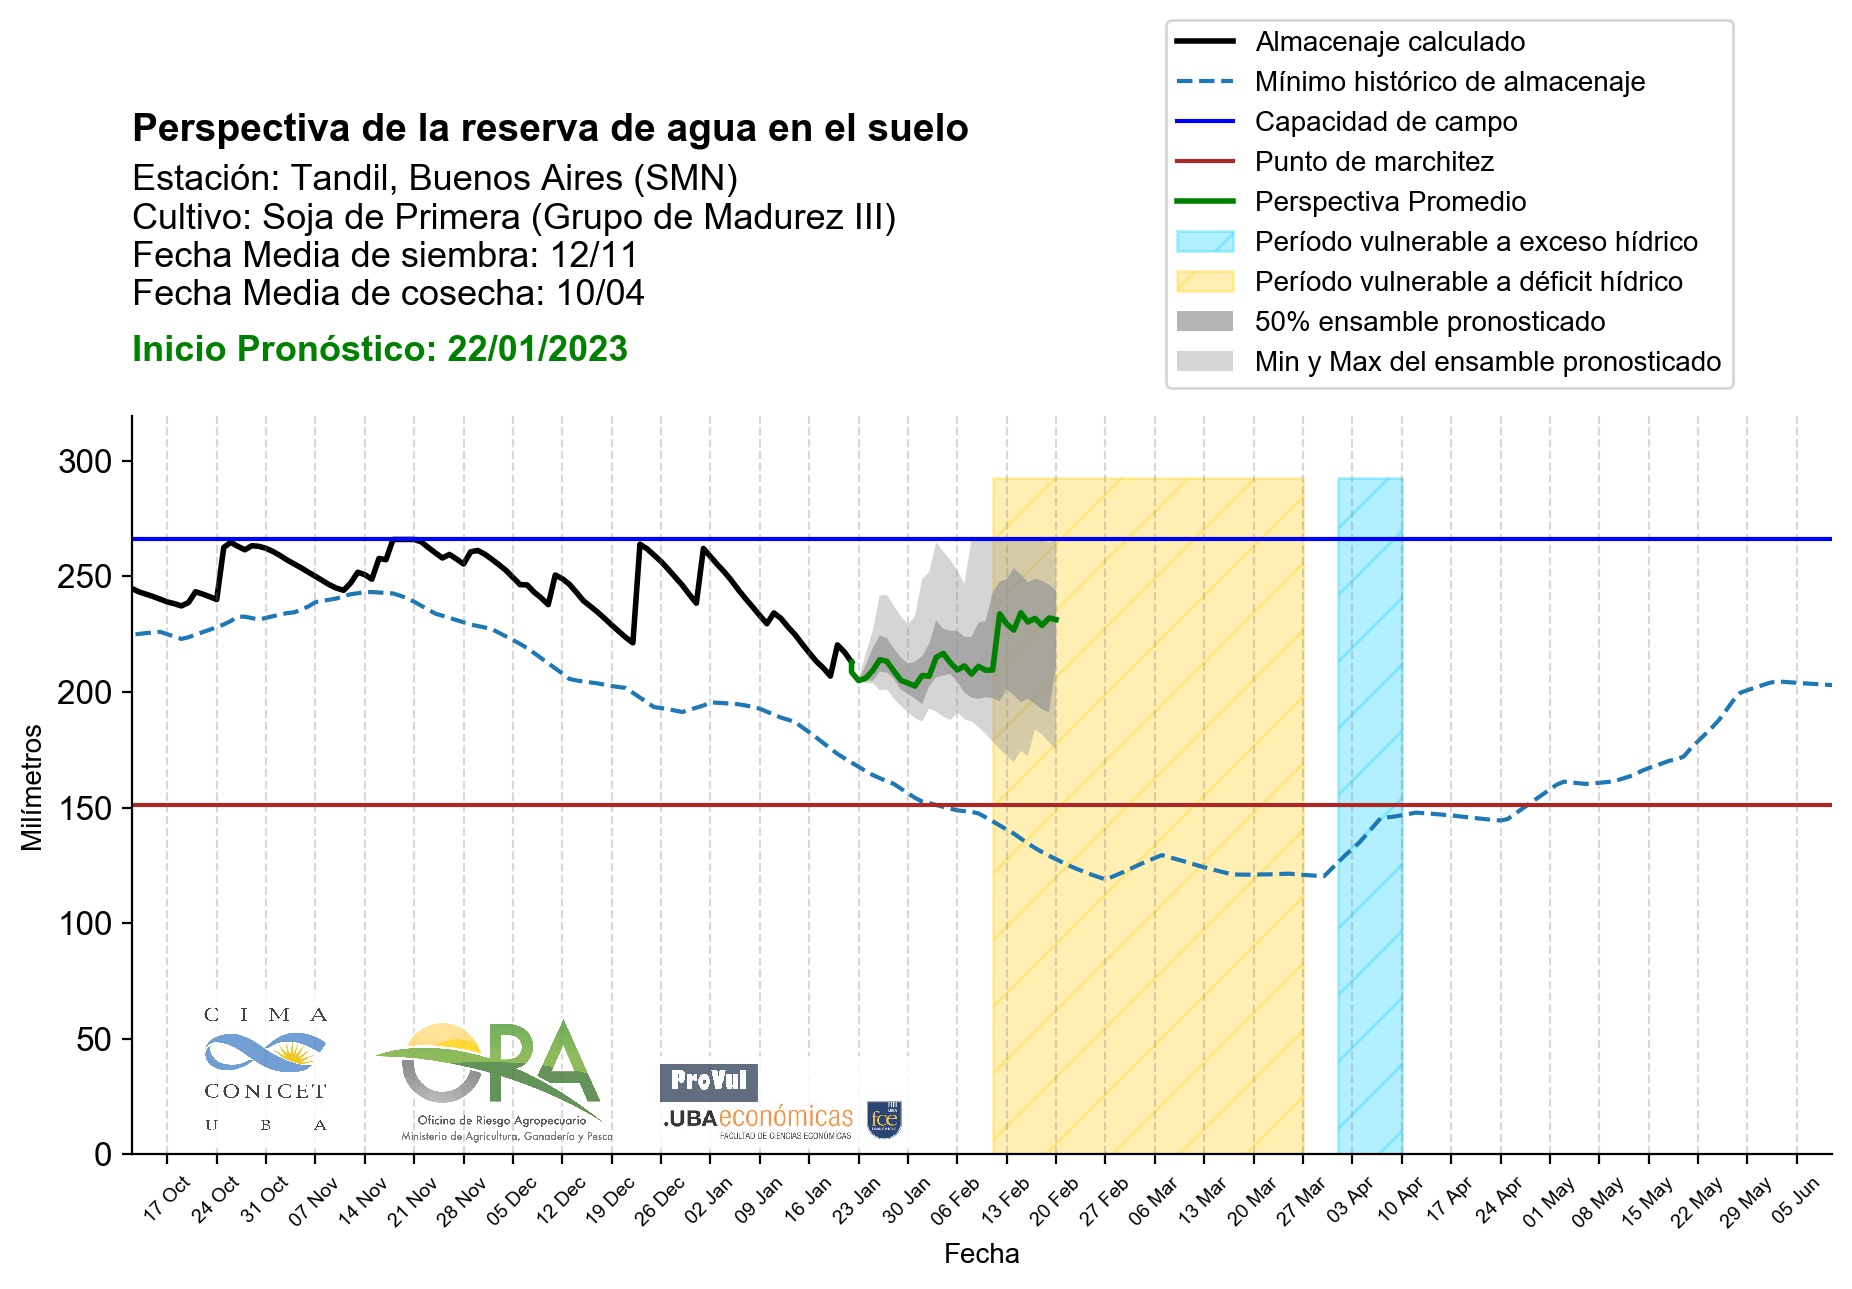 Almacenaje calculado
Mínimo histórico de almacenaje
Capacidad de campo
Punto de marchitez
Perspectiva Promedio
Período vulnerable a exceso hídrico
Período vulnerable a déficit hídrico
50% ensamble pronosticado
Min y Max del ensamble pronosticado
Perspectiva de la reserva de agua en el suelo
Estación: Tandil, Buenos Aires (SMN)
Cultivo: Soja de Primera (Grupo de Madurez III)
Fecha Media de siembra: 12/11
Fecha Media de cosecha: 10/04
Inicio Pronóstico: 22/01/2023
Milímetros
300
250
200
150
100
50
0
C I M A
CONICET
U B A
ORA
Oficina de Riesgo Agropecuario
Ministerio de Agricultura, Ganadería y Pesca
ProVul
.UBAeconómicas
FACULTAD DE CIENCIAS ECONÓMICAS
fce
17 Oct 24 Oct 31 Oct 07 Nov 14 Nov 21 Nov 28 Nov 05 Dec 12 Dec 19 Dec 26 Dec 02 Jan 09 Jan 16 Jan 23 Jan 30 Jan 06 Feb 13 Feb 20 Feb 27 Feb 06 Mar 13 Mar 20 Mar 27 Mar 03 Apr 10 Apr 17 Apr 24 Apr 01 May 08 May 15 May 22 May 29 May 05 Jun
Fecha